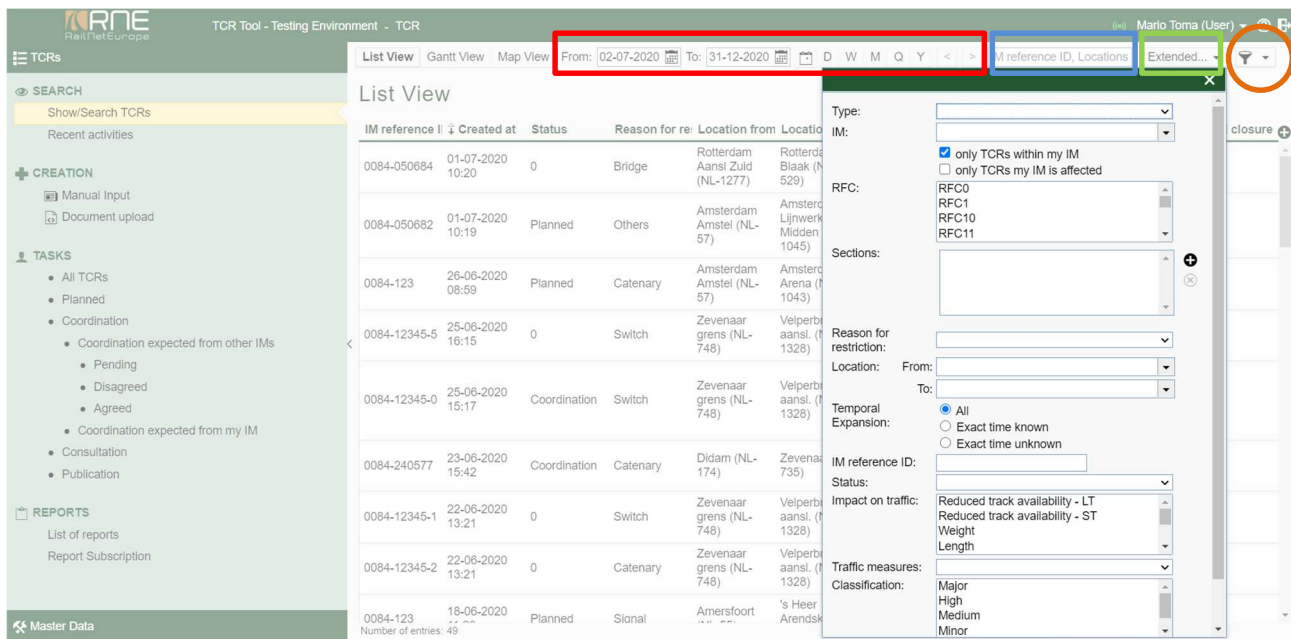 RNE
RailNetEurope
TCR Tool - Testing Environment - TCR
Mario Toma (User)
TCRs
List View Gantt View Map View From: 02-07-2020 To: 31-12-2020 D W M Q Y < > M reference ID, Locations Extended...
SEARCH
Show/Search TCRs
Recent activities
CREATION
Manual Input
Document upload
TASKS
All TCRs
Planned
Coordination
Coordination expected from other IMs
Pending
Disagreed
Agreed
Coordination expected from my IM
Consultation
Publication
REPORTS
List of reports
Report Subscription
Master Data
List View
IM reference I Created at Status Reason for re Location from Locatio closure
0084-050684 01-07-2020 10:20 0 Bridge Rotterdam Aansl Zuid (NL-1277) Rotterda Blaak (N 529)
0084-050682 01-07-2020 10:19 Planned Others Amsterdam Amstel (NL-57) Amsterd Lijnwerk Midden 1045)
0084-123 26-06-2020 08:59 Planned Catenary Amsterdam Amstel (NL-57) Amsterd Arena (N 1043)
0084-12345-5 25-06-2020 16:15 0 Switch Zevenaar grens (NL-748) Velperbr aansl. (N 1328)
0084-12345-0 25-06-2020 15:17 Coordination Switch Zevenaar grens (NL-748) Velperbr aansl. (N 1328)
0084-240577 23-06-2020 15:42 Coordination Catenary Didam (NL-174) Zevenaa 735)
0084-12345-1 22-06-2020 13:21 0 Switch Zevenaar grens (NL-748) Velperbr aansl. (N 1328)
0084-12345-2 22-06-2020 13:21 0 Catenary Zevenaar grens (NL-748) Velperbr aansl. (N 1328)
0084-123 18-06-2020 Planned Signal Amersfoort 's Heer Arendsk
Number of entries: 49
Type:
IM:
only TCRs within my IM
only TCRs my IM is affected
RFC:
RFC0
RFC1
RFC10
RFC11
Sections:
Reason for
restriction:
Location: From:
To:
Temporal
Expansion:
All
Exact time known
Exact time unknown
IM reference ID:
Status:
Impact on traffic:
Reduced track availability - LT
Reduced track availability - ST
Weight
Length
Traffic measures:
Classification:
Major
High
Medium
Minor